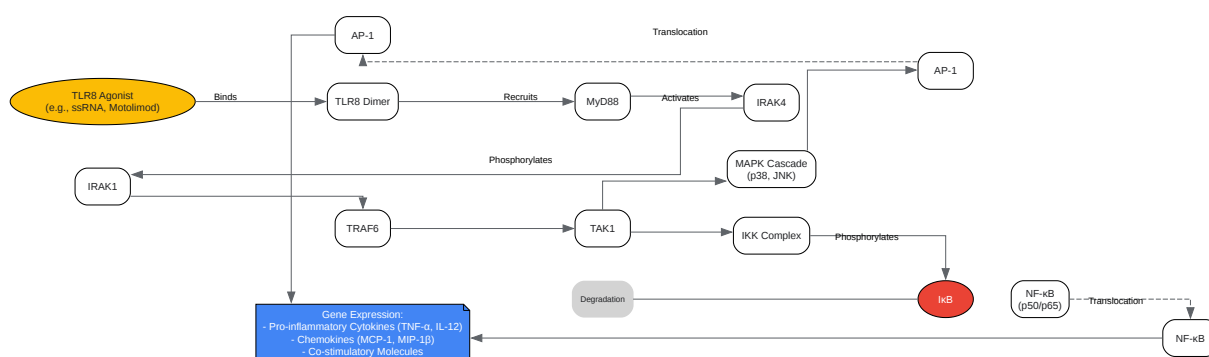 AP-1
Translocation
AP-1
TLR8 Agonist
(e.g., ssRNA, Motolimod)
Binds
TLR8 Dimer
Recruits
MyD88
Activates
IRAK4
Phosphorylates
MAPK Cascade
(p38, JNK)
IRAK1
TRAF6
TAK1
IKK Complex
Phosphorylates
Degradation
IκB
NF-κB
(p50/p65)
Translocation
NF-κB
Gene Expression:
- Pro-inflammatory Cytokines (TNF-α, IL-12)
- Chemokines (MCP-1, MIP-1β)
- Co-stimulatory Molecules